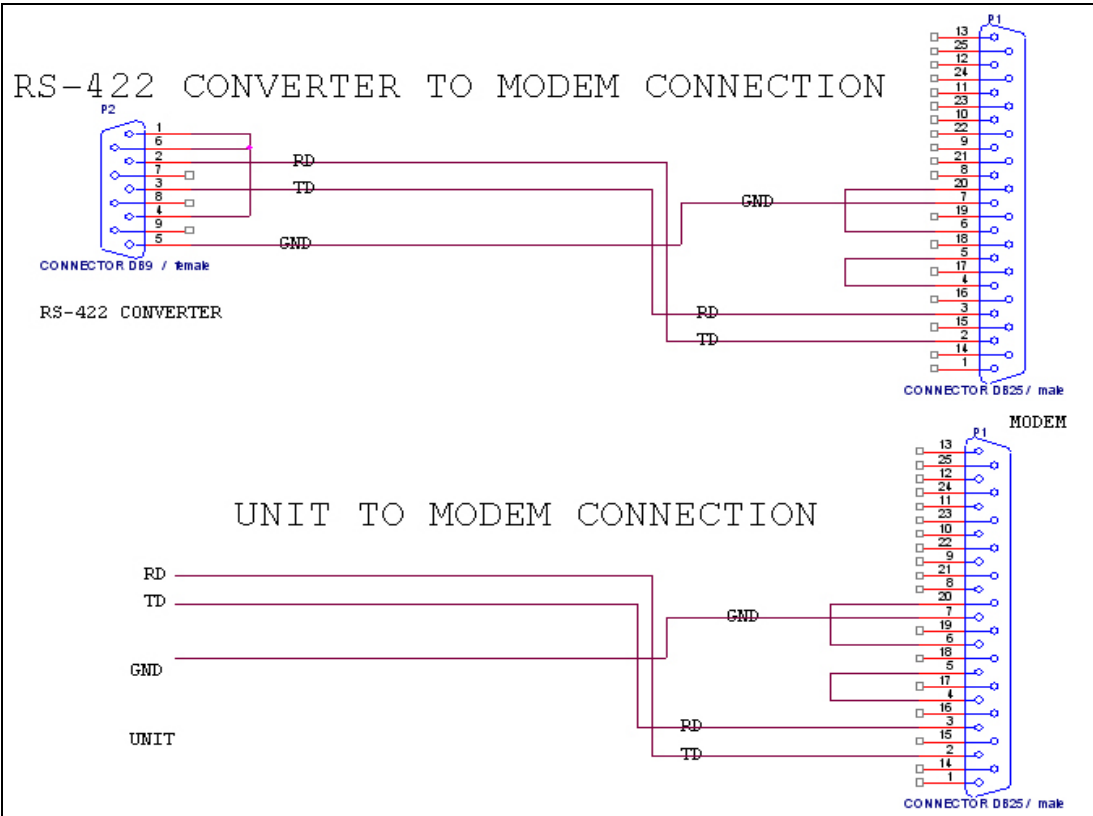 RS-422 CONVERTER TO MODEM CONNECTION
P2
1
6
2
7
3
8
4
9
5
RD
TD
GND
CONNECTOR DB9 / female
RS-422 CONVERTER
P1
13
25
12
24
11
23
10
22
9
21
8
20
7
19
6
18
5
17
4
16
3
15
2
14
1
GND
RD
TD
CONNECTOR DB25 / male
MODEM
UNIT TO MODEM CONNECTION
RD
TD
GND
UNIT
P1
13
25
12
24
11
23
10
22
9
21
8
20
7
19
6
18
5
17
4
16
3
15
2
14
1
GND
RD
TD
CONNECTOR DB25 / male